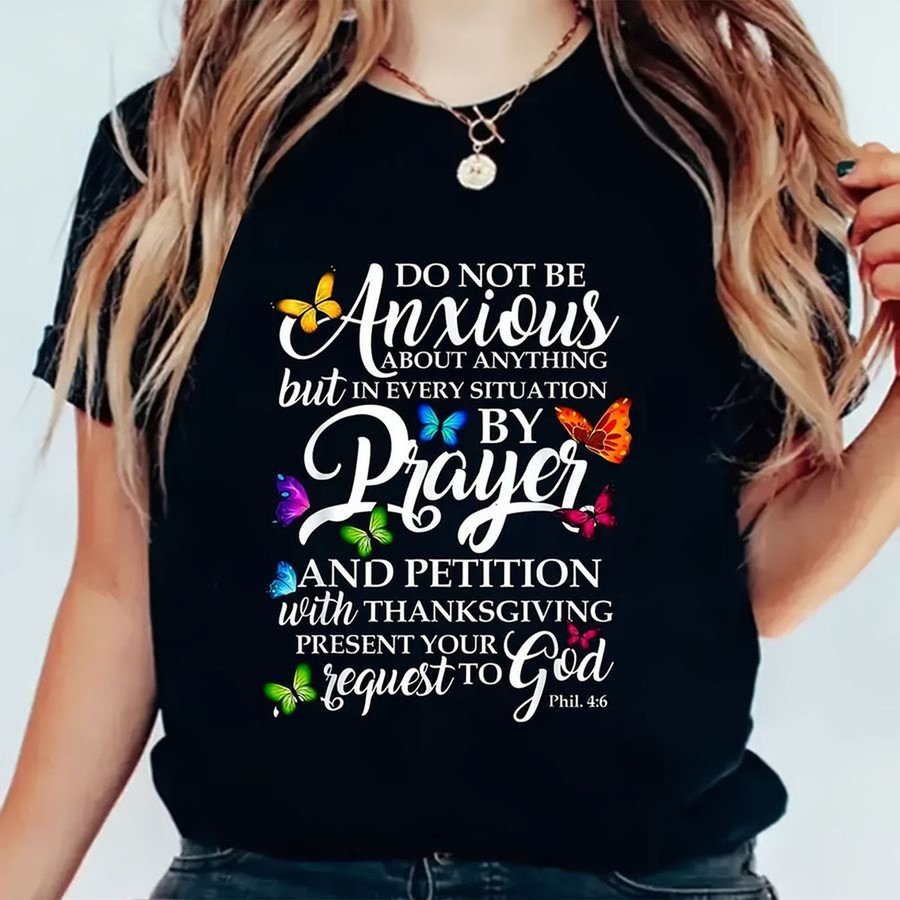 DO NOT BE
Anxious
ABOUT ANYTHING
but IN EVERY SITUATION
BY
Prayer
AND PETITION
with THANKSGIVING
PRESENT YOUR
request TO God
Phil. 4:6